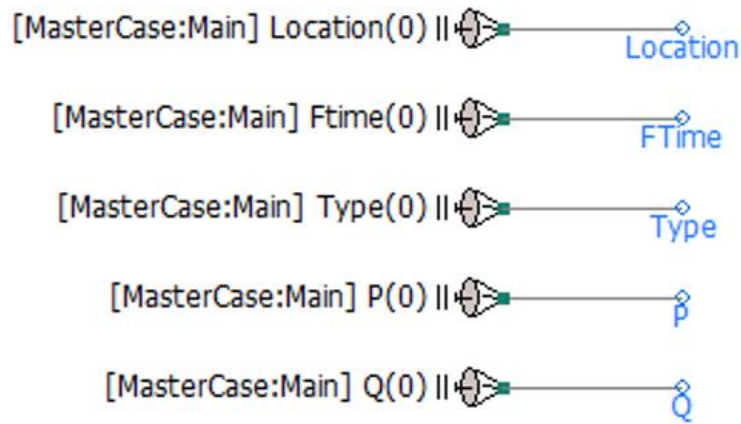 [MasterCase:Main] Location(0)
Location
[MasterCase:Main] Ftime(0)
FTime
[MasterCase:Main] Type(0)
Type
[MasterCase:Main] P(0)
P
[MasterCase:Main] Q(0)
Q